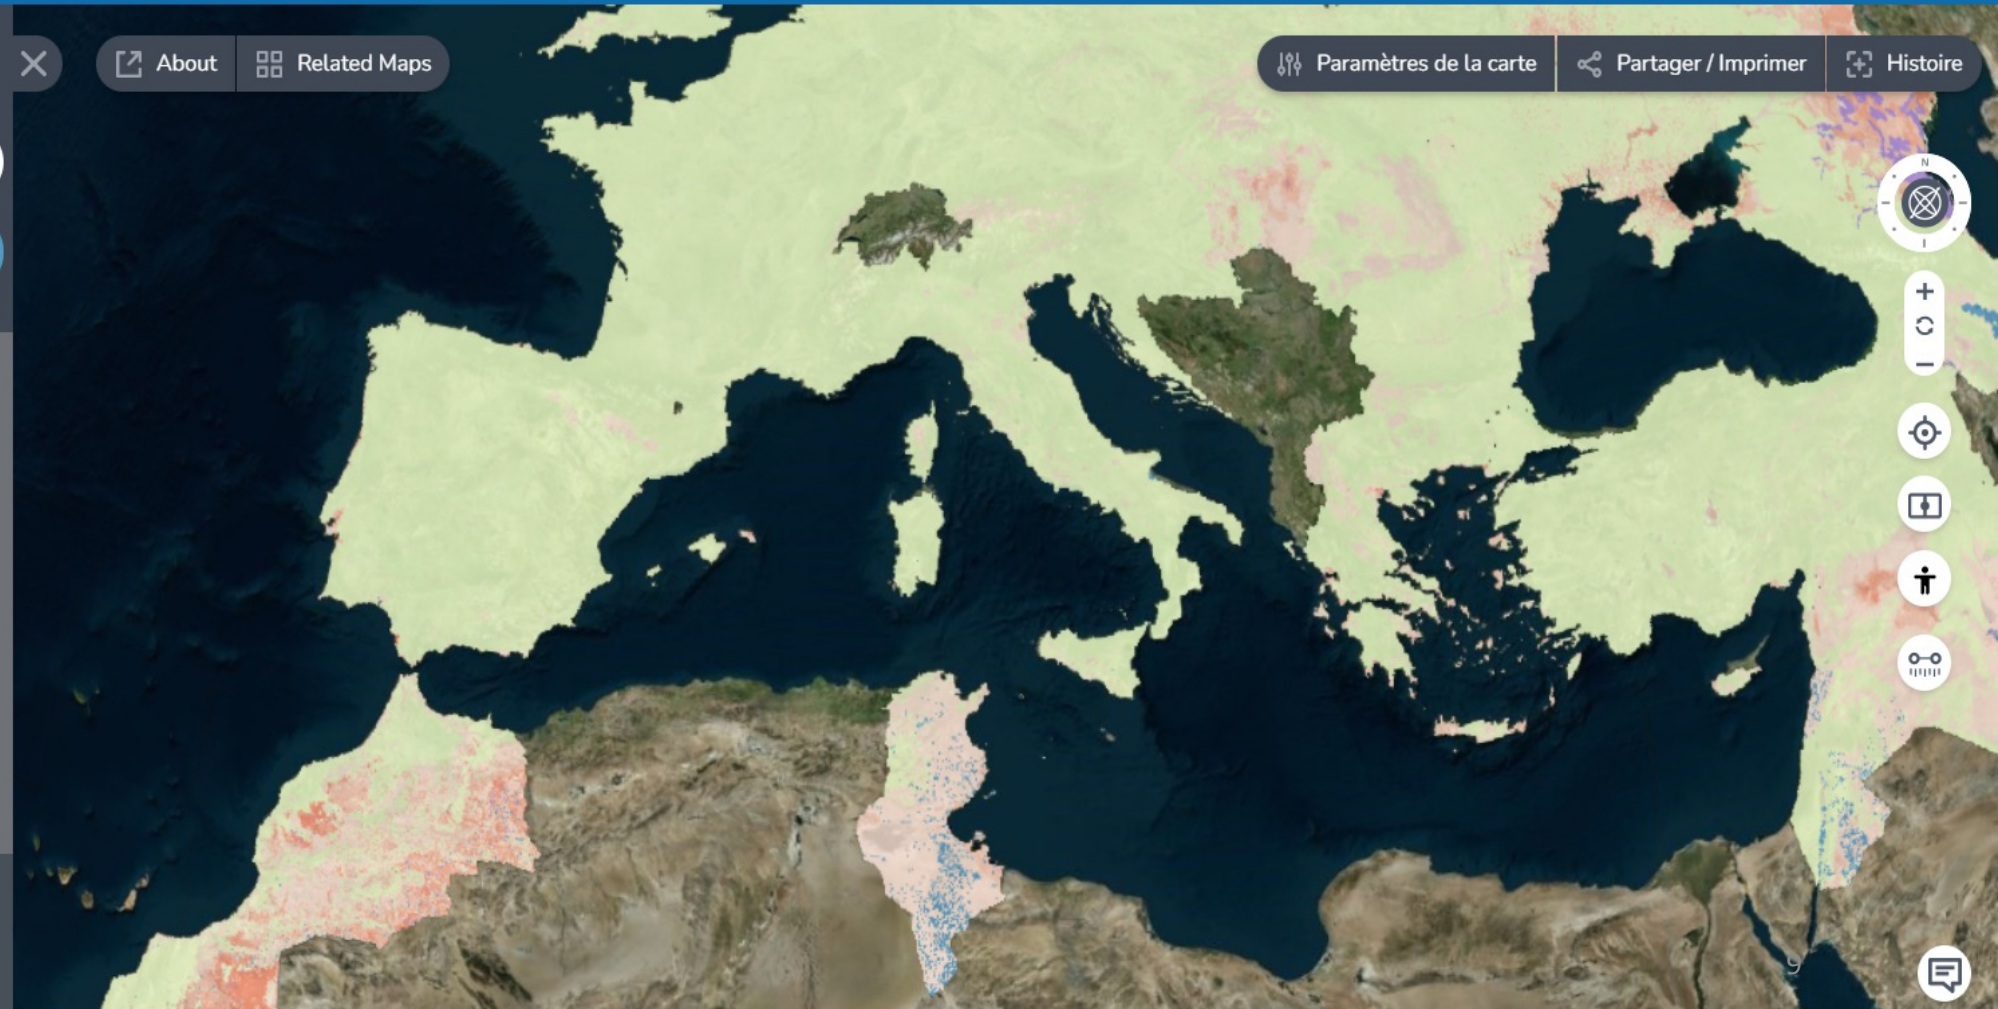 About
Related Maps
Paramètres de la carte
Partager / Imprimer
Histoire
N